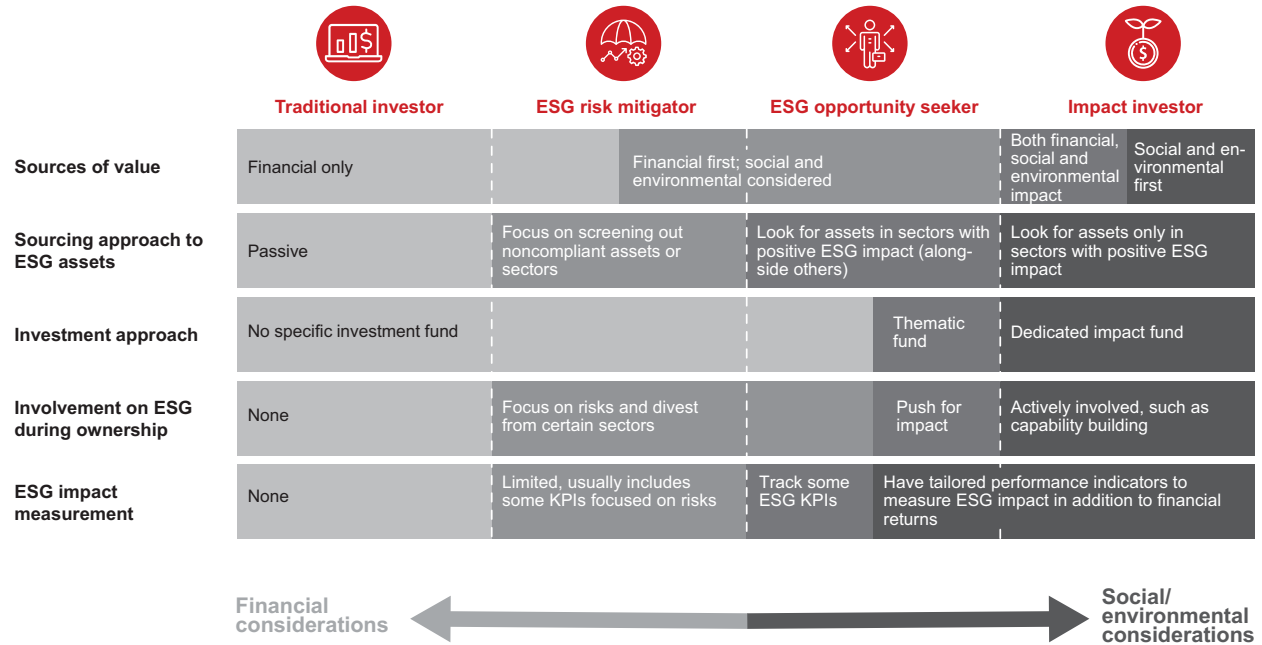 $
$
Traditional investor
ESG risk mitigator
ESG opportunity seeker
Impact investor
Sources of value
Financial only
Financial first; social and
environmental considered
Both financial,
social and
environmental
impact
Social and en-
vironmental
first
Sourcing approach to
ESG assets
Passive
Focus on screening out
noncompliant assets or
sectors
Look for assets in sectors with
positive ESG impact (along-
side others)
Look for assets only in
sectors with positive ESG
impact
Investment approach
No specific investment fund
Thematic
fund
Dedicated impact fund
Involvement on ESG
during ownership
None
Focus on risks and divest
from certain sectors
Push for
impact
Actively involved, such as
capability building
ESG impact
measurement
None
Limited, usually includes
some KPIs focused on risks
Track some
ESG KPIs
Have tailored performance indicators to
measure ESG impact in addition to financial
returns
Financial
considerations
Social/
environmental
considerations